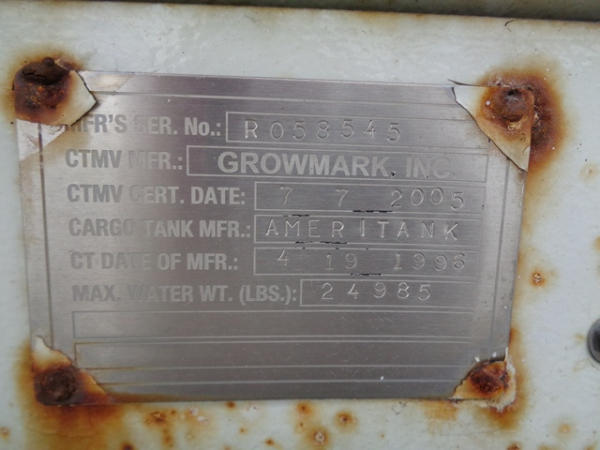 MFR'S SER. No.: R058545
CTMV MFR.: GROWMARK, INC.
CTMV CERT. DATE: 7 7 2005
CARGO TANK MFR.: AMERITANK
CT DATE OF MFR.: 4 19 1996
MAX. WATER WT. (LBS.): 24985